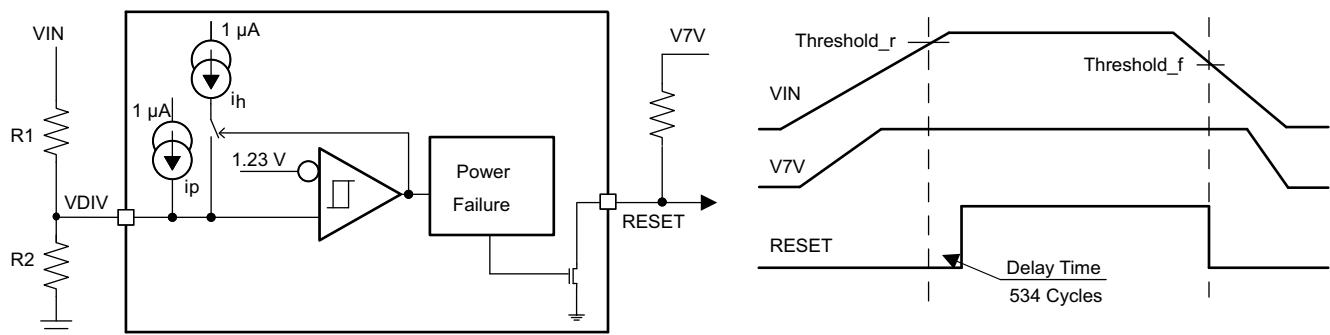 VIN
R1
VDIV
R2
1 µA
ih
1 µA
ip
1.23 V
Power
Failure
V7V
RESET
Threshold_r
Threshold_f
VIN
V7V
RESET
Delay Time
534 Cycles